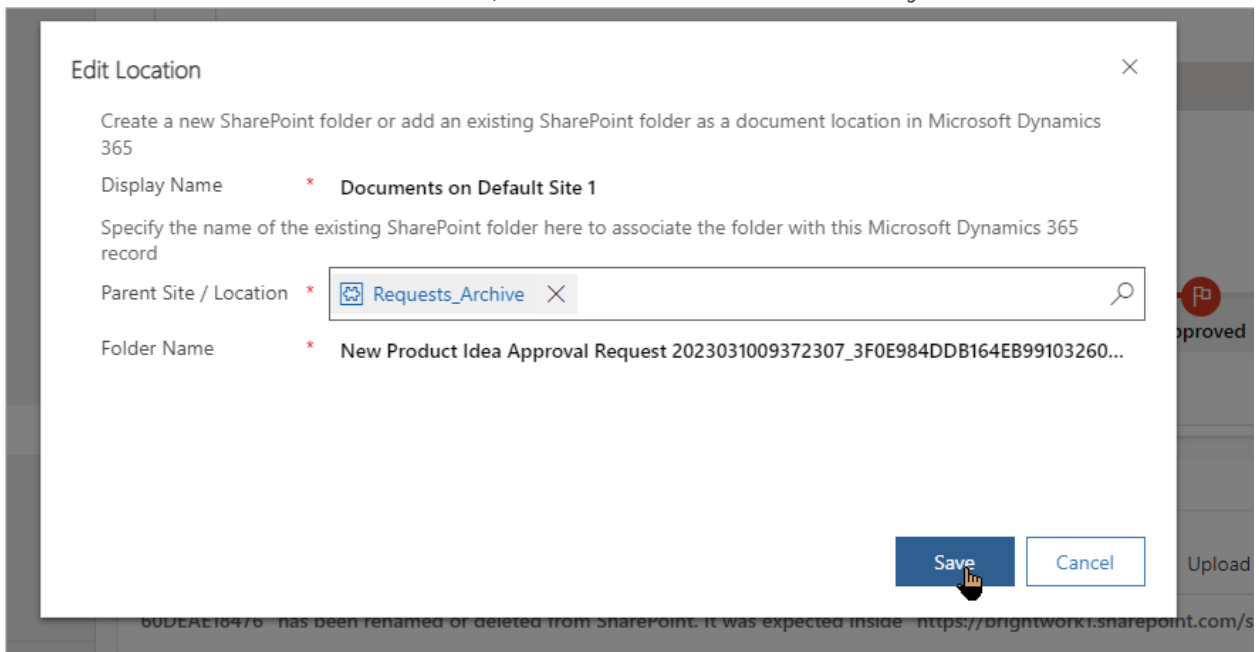 Edit Location
Create a new SharePoint folder or add an existing SharePoint folder as a document location in Microsoft Dynamics
365
Display Name * Documents on Default Site 1
Specify the name of the existing SharePoint folder here to associate the folder with this Microsoft Dynamics 365
record
Parent Site / Location * Requests_Archive
Folder Name * New Product Idea Approval Request 2023031009372307_3F0E984DDB164EB99103260...
pproved
Save Cancel Upload
60DEAE18476" has been renamed or deleted from SharePoint. It was expected inside "https://brightwork1.sharepoint.com/s